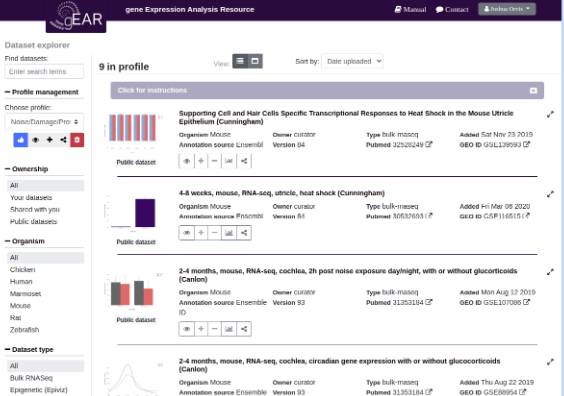 gEAR
gene Expression Analysis Resource
Manual
Contact
Joshua Orvis
Dataset explorer
Find datasets:
Enter search terms
Profile management
Choose profile:
Noise/Damage/Pro
Ownership
All
Your datasets
Shared with you
Public datasets
Organism
All
Chicken
Human
Marmoset
Mouse
Rat
Zebrafish
Dataset type
All
Bulk RNASeq
Epigenetic (Epiviz)
9 in profile
View:
Sort by:
Date uploaded
Click for instructions
Supporting Cell and Hair Cells Specific Transcriptional Responses to Heat Shock in the Mouse Utricle
Epithelium (Cunningham)
Organism Mouse Owner curator Type bulk-rnaseq Added Sat Nov 23 2019
Annotation source Ensembl Version 84 Pubmed 32528249 GEO ID GSE139593
Public dataset
4-8 weeks, mouse, RNA-seq, utricle, heat shock (Cunningham)
Organism Mouse Owner curator Type bulk-rnaseq Added Fri Mar 06 2020
Annotation source Ensembl Version 84 Pubmed 30532693 GEO ID GSE116515
Public dataset
2-4 months, mouse, RNA-seq, cochlea, 2h post noise exposure day/night, with or without glucorticoids
(Canlon)
Organism Mouse Owner curator Type bulk-rnaseq Added Mon Aug 12 2019
Annotation source Ensemble Version 93 Pubmed 31353184 GEO ID GSE107086
ID
Public dataset
2-4 months, mouse, RNA-seq, cochlea, circadian gene expression with or without glucocorticoids
(Canlon)
Organism Mouse Owner curator Type bulk-rnaseq Added Thu Aug 22 2019
Annotation source Ensemble Version 93 Pubmed 31353184 GEO ID GSE88954